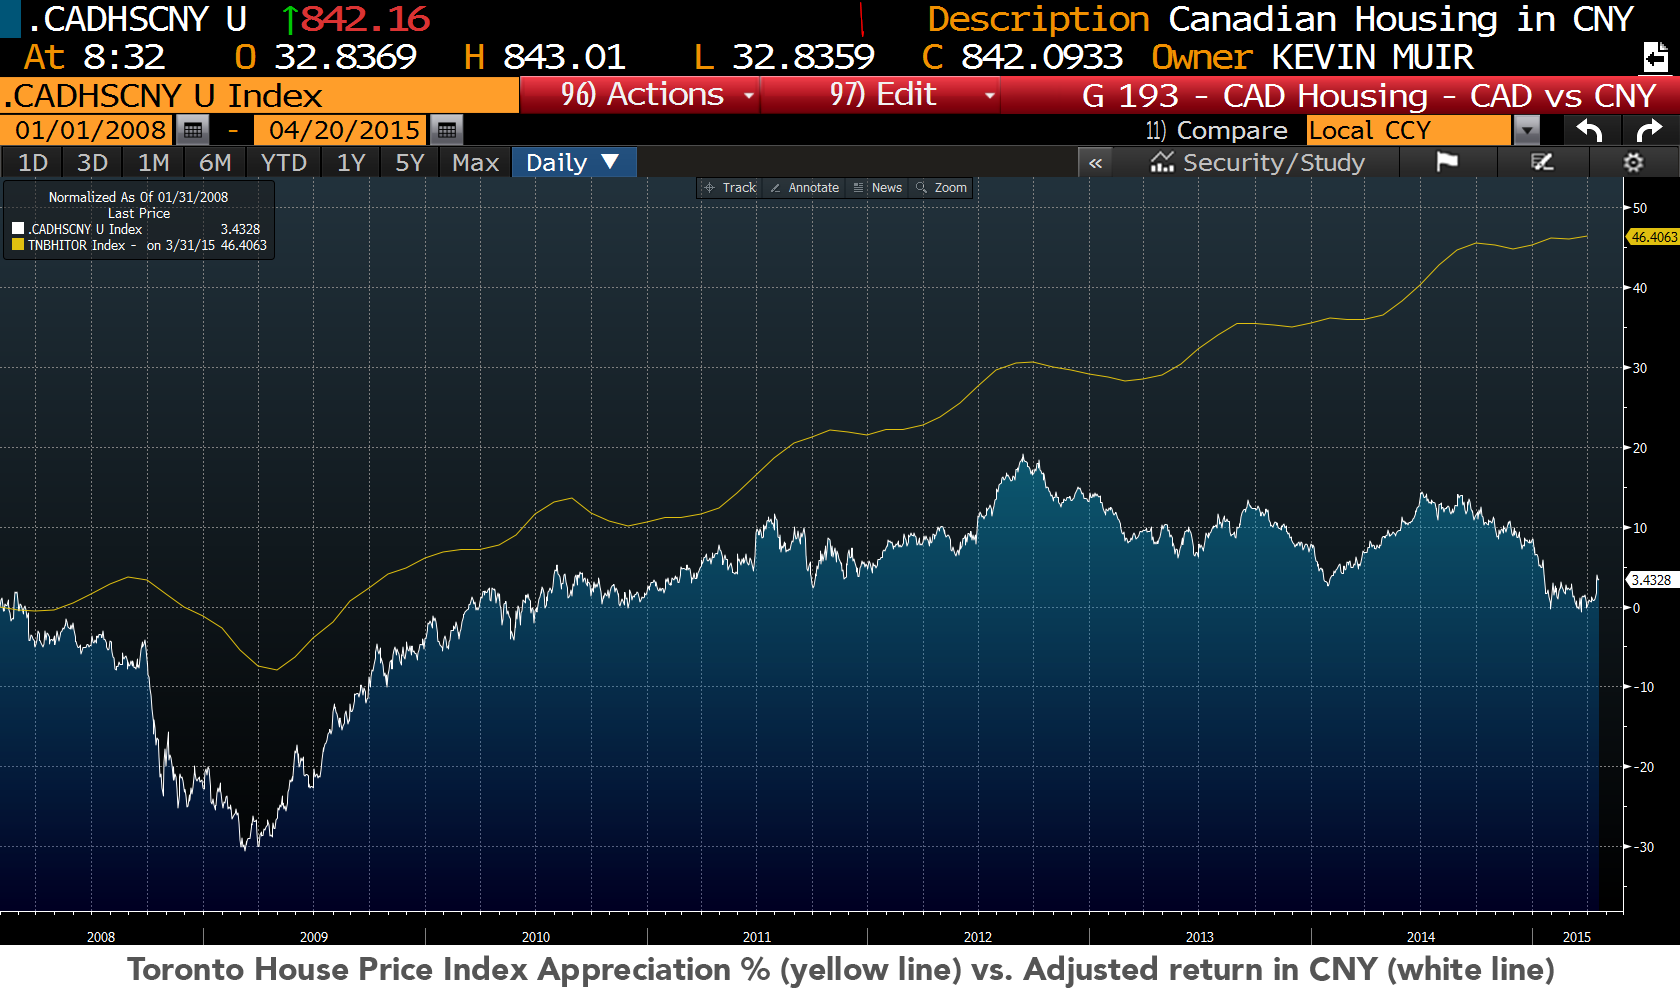 .CADHSCNY U ↑842.16 Description Canadian Housing in CNY
At 8:32 O 32.8369 H 843.01 L 32.8359 C 842.0933 Owner KEVIN MUIR
.CADHSCNY U Index 96) Actions 97) Edit G 193 - CAD Housing - CAD vs CNY
01/01/2008 - 04/20/2015 11) Compare Local CCY
1D 3D 1M 6M YTD 1Y 5Y Max Daily ▼ « Security/Study
Track Annotate News Zoom
Normalized As Of 01/31/2008
Last Price
.CADHSCNY U Index 3.4328
TNBHITOR Index - on 3/31/15 46.4063
50
46.4063
40
30
20
10
3.4328
0
-10
-20
-30
2008 2009 2010 2011 2012 2013 2014 2015
Toronto House Price Index Appreciation % (yellow line) vs. Adjusted return in CNY (white line)